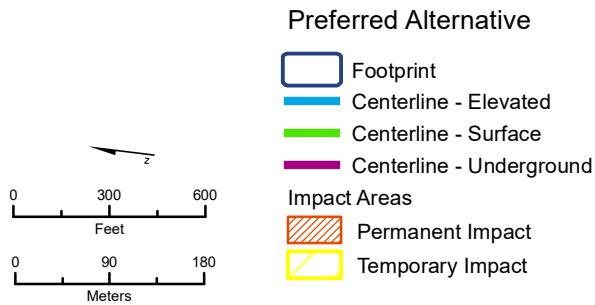 Preferred Alternative
Footprint
Centerline - Elevated
Centerline - Surface
Centerline - Underground
Impact Areas
Permanent Impact
Temporary Impact
z
0 300 600
Feet
0 90 180
Meters